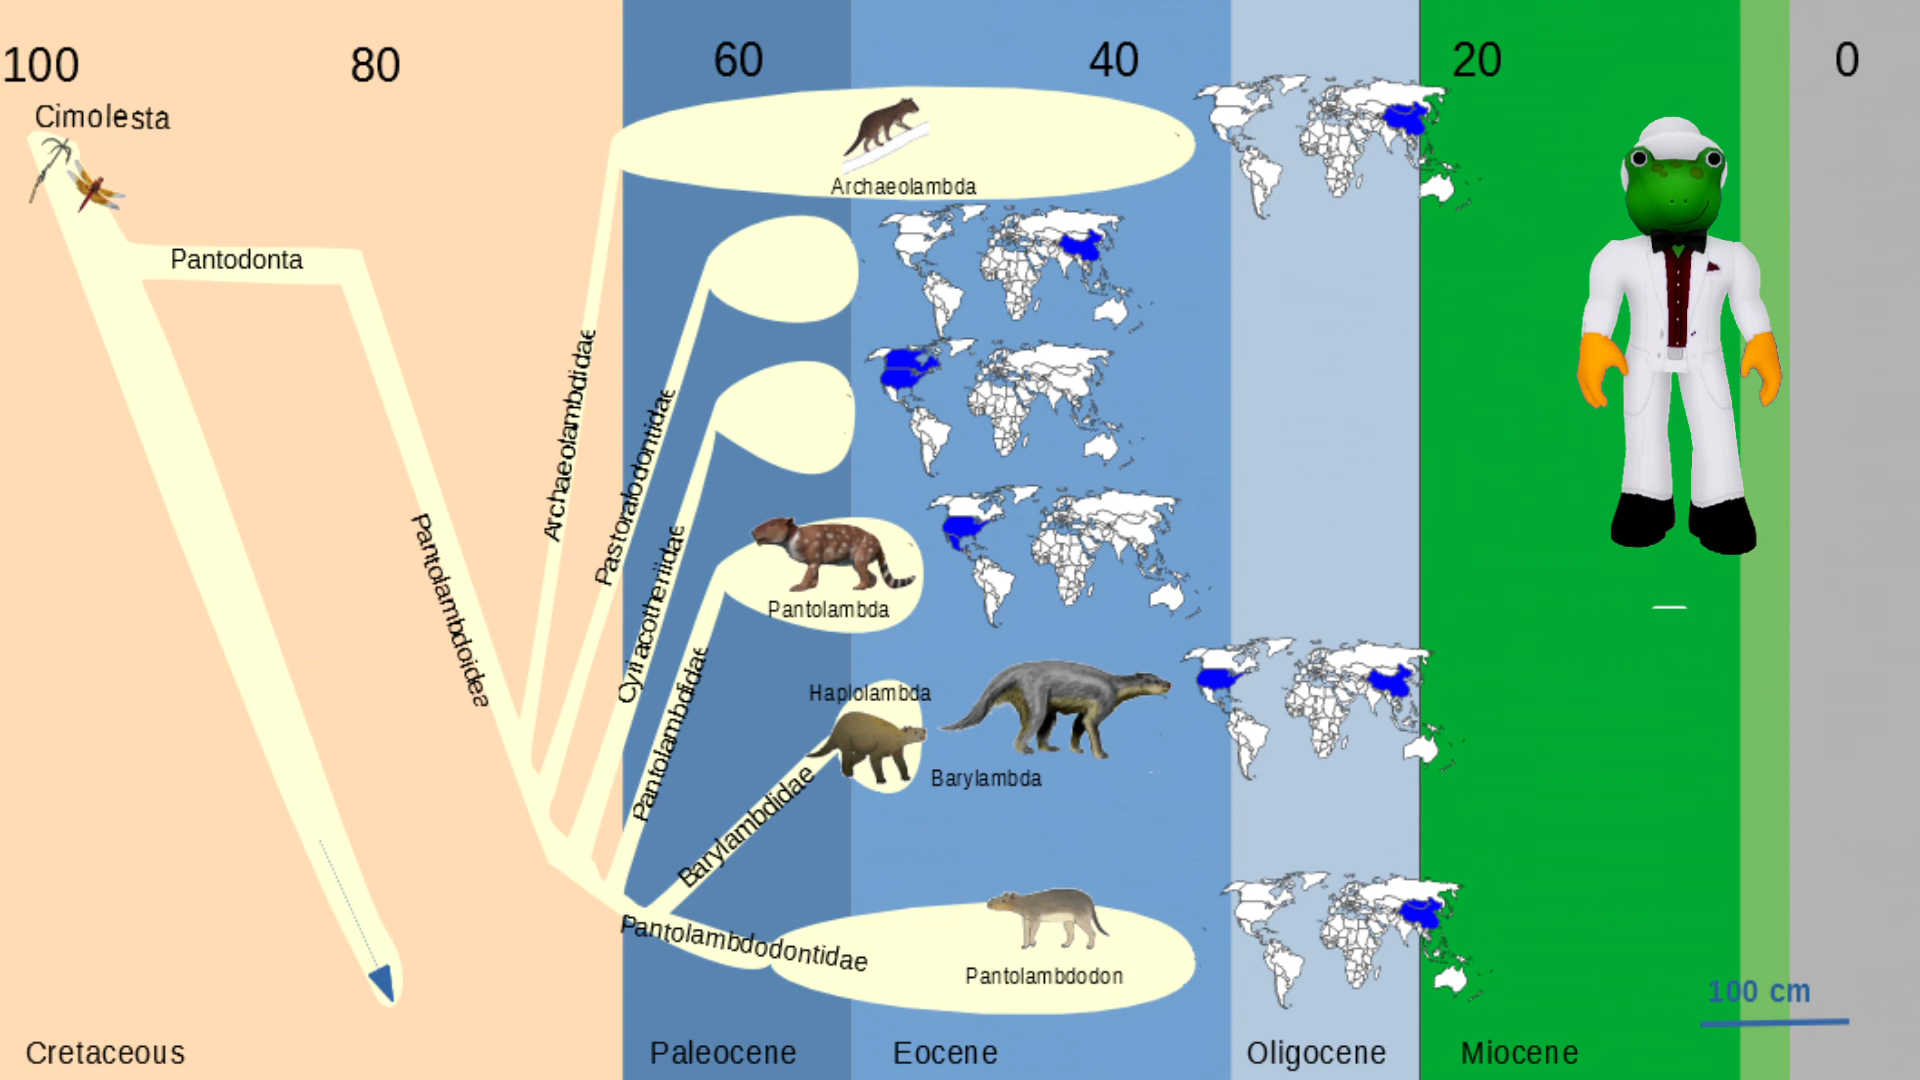 100
80
60
40
20
0
Cimolesta
Pantodonta
Pantolambdoidea
Archaeolambdidae
Pastoralodontidae
Cyriacotheriidae
Pantolambdidae
Barylambdidae
Pantolambdodontidae
Archaeolambda
Pantolambda
Haplolambda
Barylambda
Pantolambdodon
100 cm
Cretaceous
Paleocene
Eocene
Oligocene
Miocene